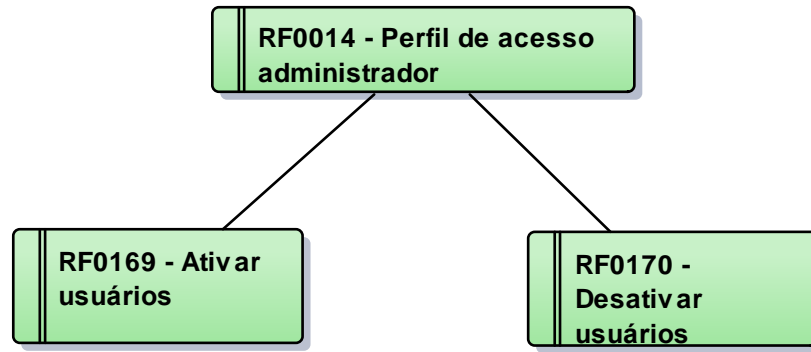 RF0014 - Perfil de acesso
administrador
RF0169 - Ativar
usuários
RF0170 -
Desativar
usuários